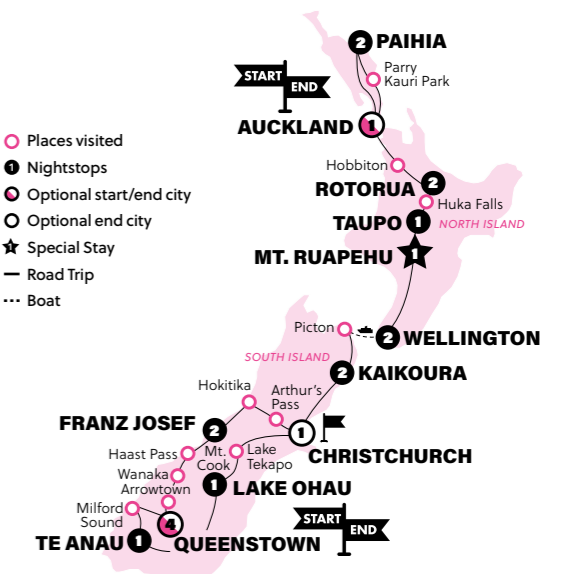 2 PAIHIA
Parry
Kauri Park
START
END
AUCKLAND 1
Hobbiton
ROTORUA 2
Huka Falls
TAUPO 1
NORTH ISLAND
MT. RUAPEHU 1
Places visited
1 Nightstops
Optional start/end city
Optional end city
1 Special Stay
Road Trip
Boat
Picton
2 WELLINGTON
SOUTH ISLAND
2 KAIKOURA
Hokitika
Arthur's
Pass
FRANZ JOSEF 2
1
CHRISTCHURCH
Haast Pass
Mt.
Cook
Lake
Tekapo
Wanaka
Arrowtown
1 LAKE OHAU
Milford
Sound
4
START
END
TE ANAU 1
QUEENSTOWN